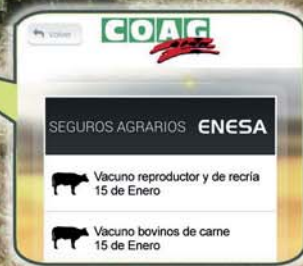 Volver
COAG
SEGUROS AGRARIOS ENESA
Vacuno reproductor y de recría
15 de Enero
Vacuno bovinos de carne
15 de Enero